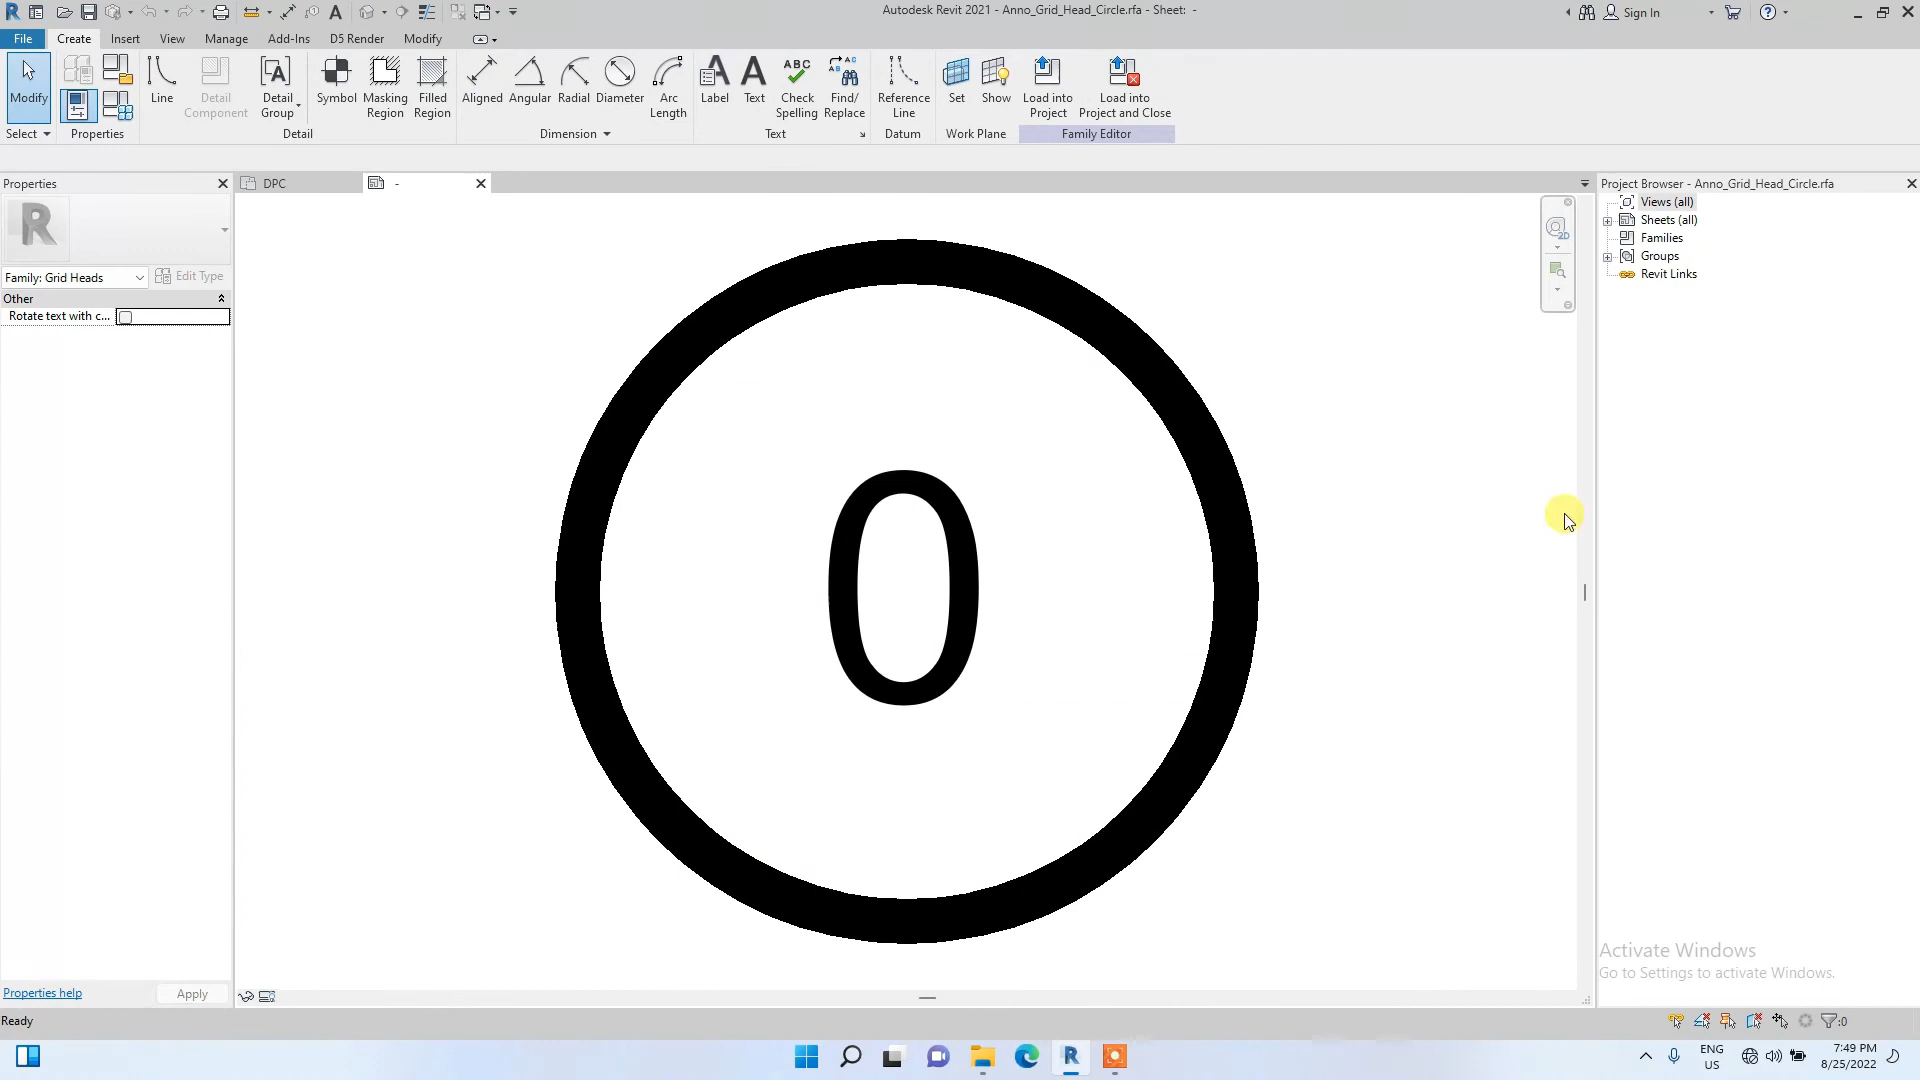 Autodesk Revit 2021 - Anno_Grid_Head_Circle.rfa - Sheet: -
Sign In
File Create Insert View Manage Add-Ins D5 Render Modify
Modify
Line
Detail Component
Detail Group
Symbol
Masking Region
Filled Region
Aligned
Angular
Radial
Diameter
Arc Length
Label
Text
Check Spelling
Find/ Replace
Reference Line
Set
Show
Load into Project
Load into Project and Close
Select Properties Detail Dimension Text Datum Work Plane Family Editor
Properties
DPC
-
Project Browser - Anno_Grid_Head_Circle.rfa
Views (all)
Sheets (all)
Families
Groups
Revit Links
Family: Grid Heads
Edit Type
Other
Rotate text with c...
2D
0
Activate Windows
Go to Settings to activate Windows.
Properties help
Apply
Ready
:0
ENG
US
7:49 PM
8/25/2022